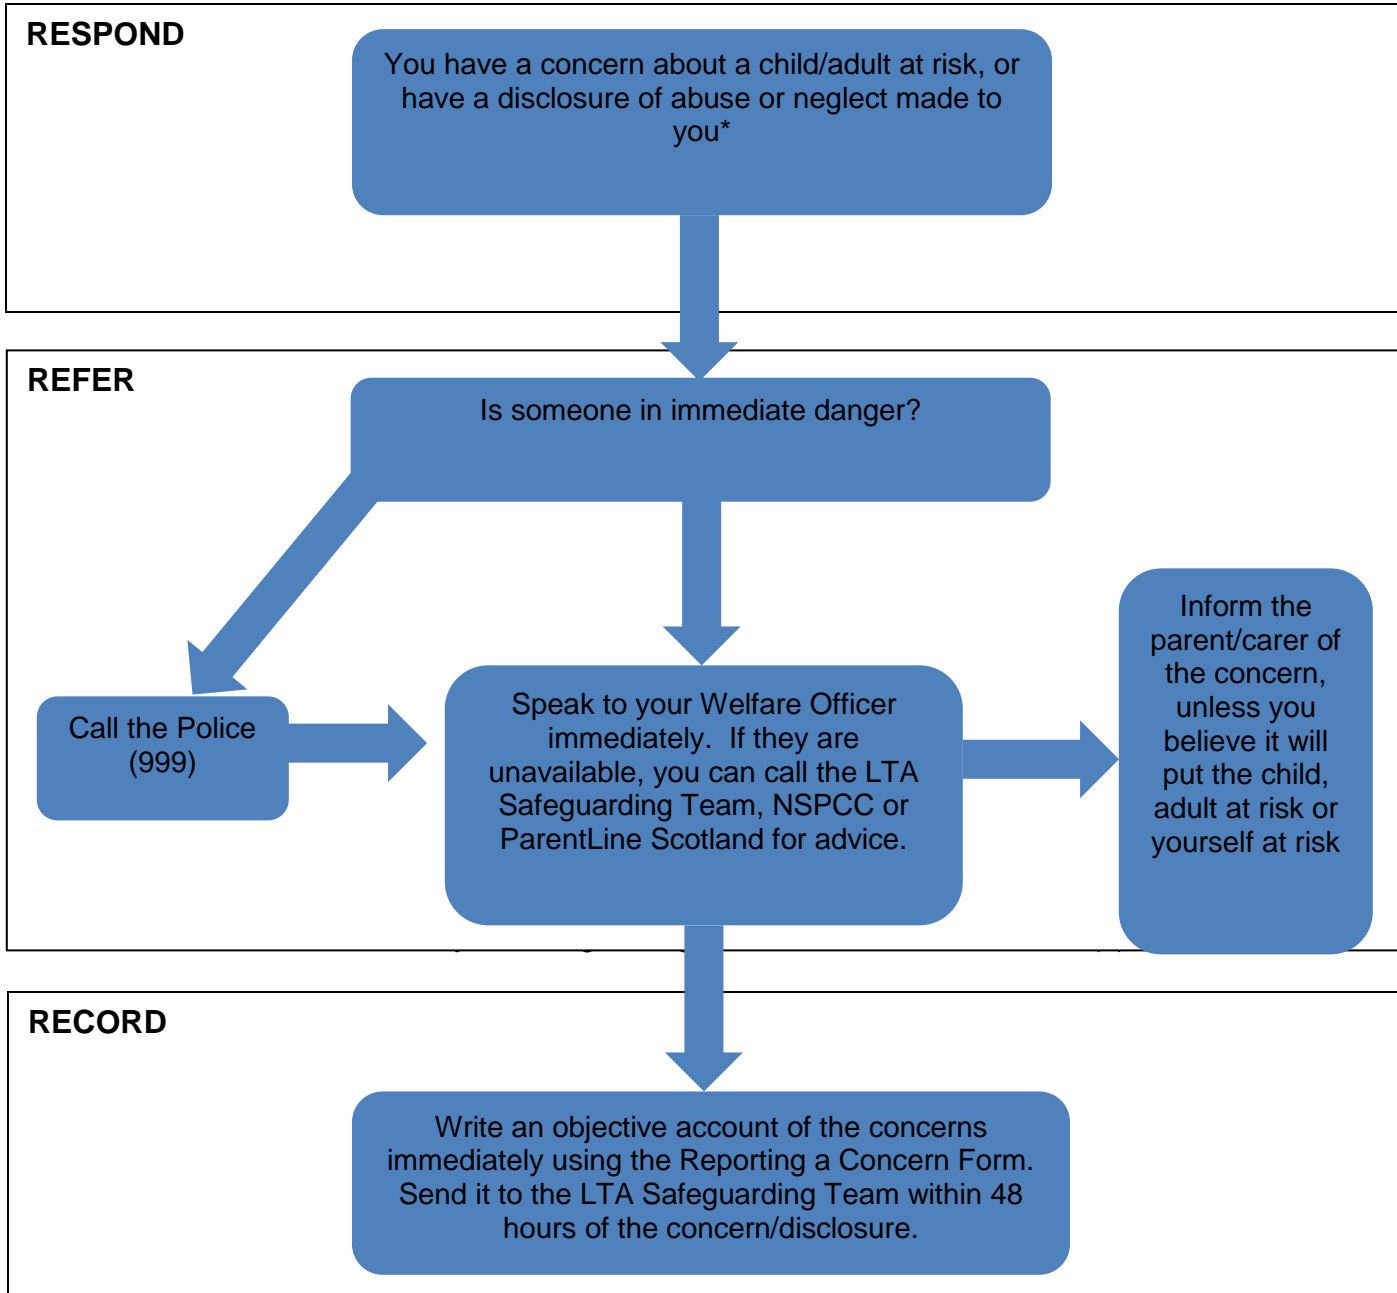 RESPOND
You have a concern about a child/adult at risk, or
have a disclosure of abuse or neglect made to
you*
REFER
Is someone in immediate danger?
Call the Police
(999)
Speak to your Welfare Officer
immediately.  If they are
unavailable, you can call the LTA
Safeguarding Team, NSPCC or
ParentLine Scotland for advice.
Inform the
parent/carer of
the concern,
unless you
believe it will
put the child,
adult at risk or
yourself at risk
RECORD
Write an objective account of the concerns
immediately using the Reporting a Concern Form.
Send it to the LTA Safeguarding Team within 48
hours of the concern/disclosure.